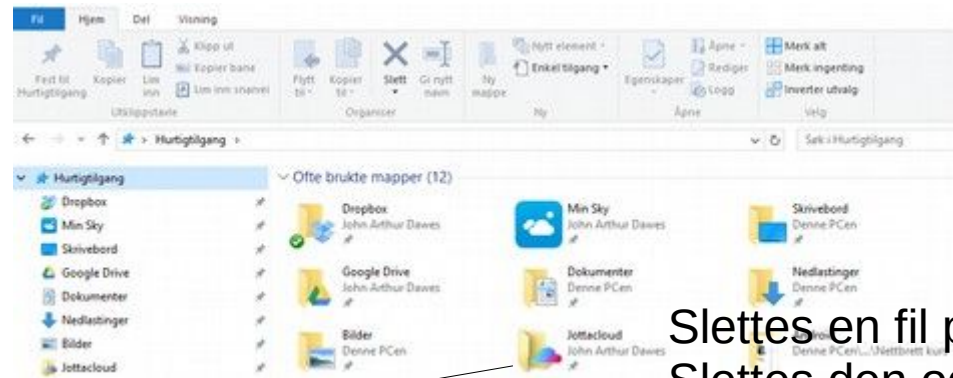 Fil Hjem Del Visning
Fest til Hurtigtilgang
Kopier
Lim inn
Klipp ut
Kopier bane
Lim inn snarvei
Utklippstavle
Flytt til
Kopier til
Slett
Gi nytt navn
Organiser
Ny mappe
Nytt element
Enkel tilgang
Ny
Egenskaper
Åpne
Rediger
Logg
Åpne
Merk alt
Merk ingenting
Inverter utvalg
Velg
Hurtigtilgang
Søk i Hurtigtilgang
Hurtigtilgang
Dropbox
Min Sky
Skrivebord
Google Drive
Dokumenter
Nedlastinger
Bilder
Jottacloud
Ofte brukte mapper (12)
Dropbox
John Arthur Dawes
Min Sky
John Arthur Dawes
Skrivebord
Denne PCen
Google Drive
John Arthur Dawes
Dokumenter
Denne PCen
Nedlastinger
Denne PCen
Bilder
Denne PCen
Jottacloud
John Arthur Dawes
Denne PCen\...\Nettbrett kurs
Slettes en fil p
Slettes den o